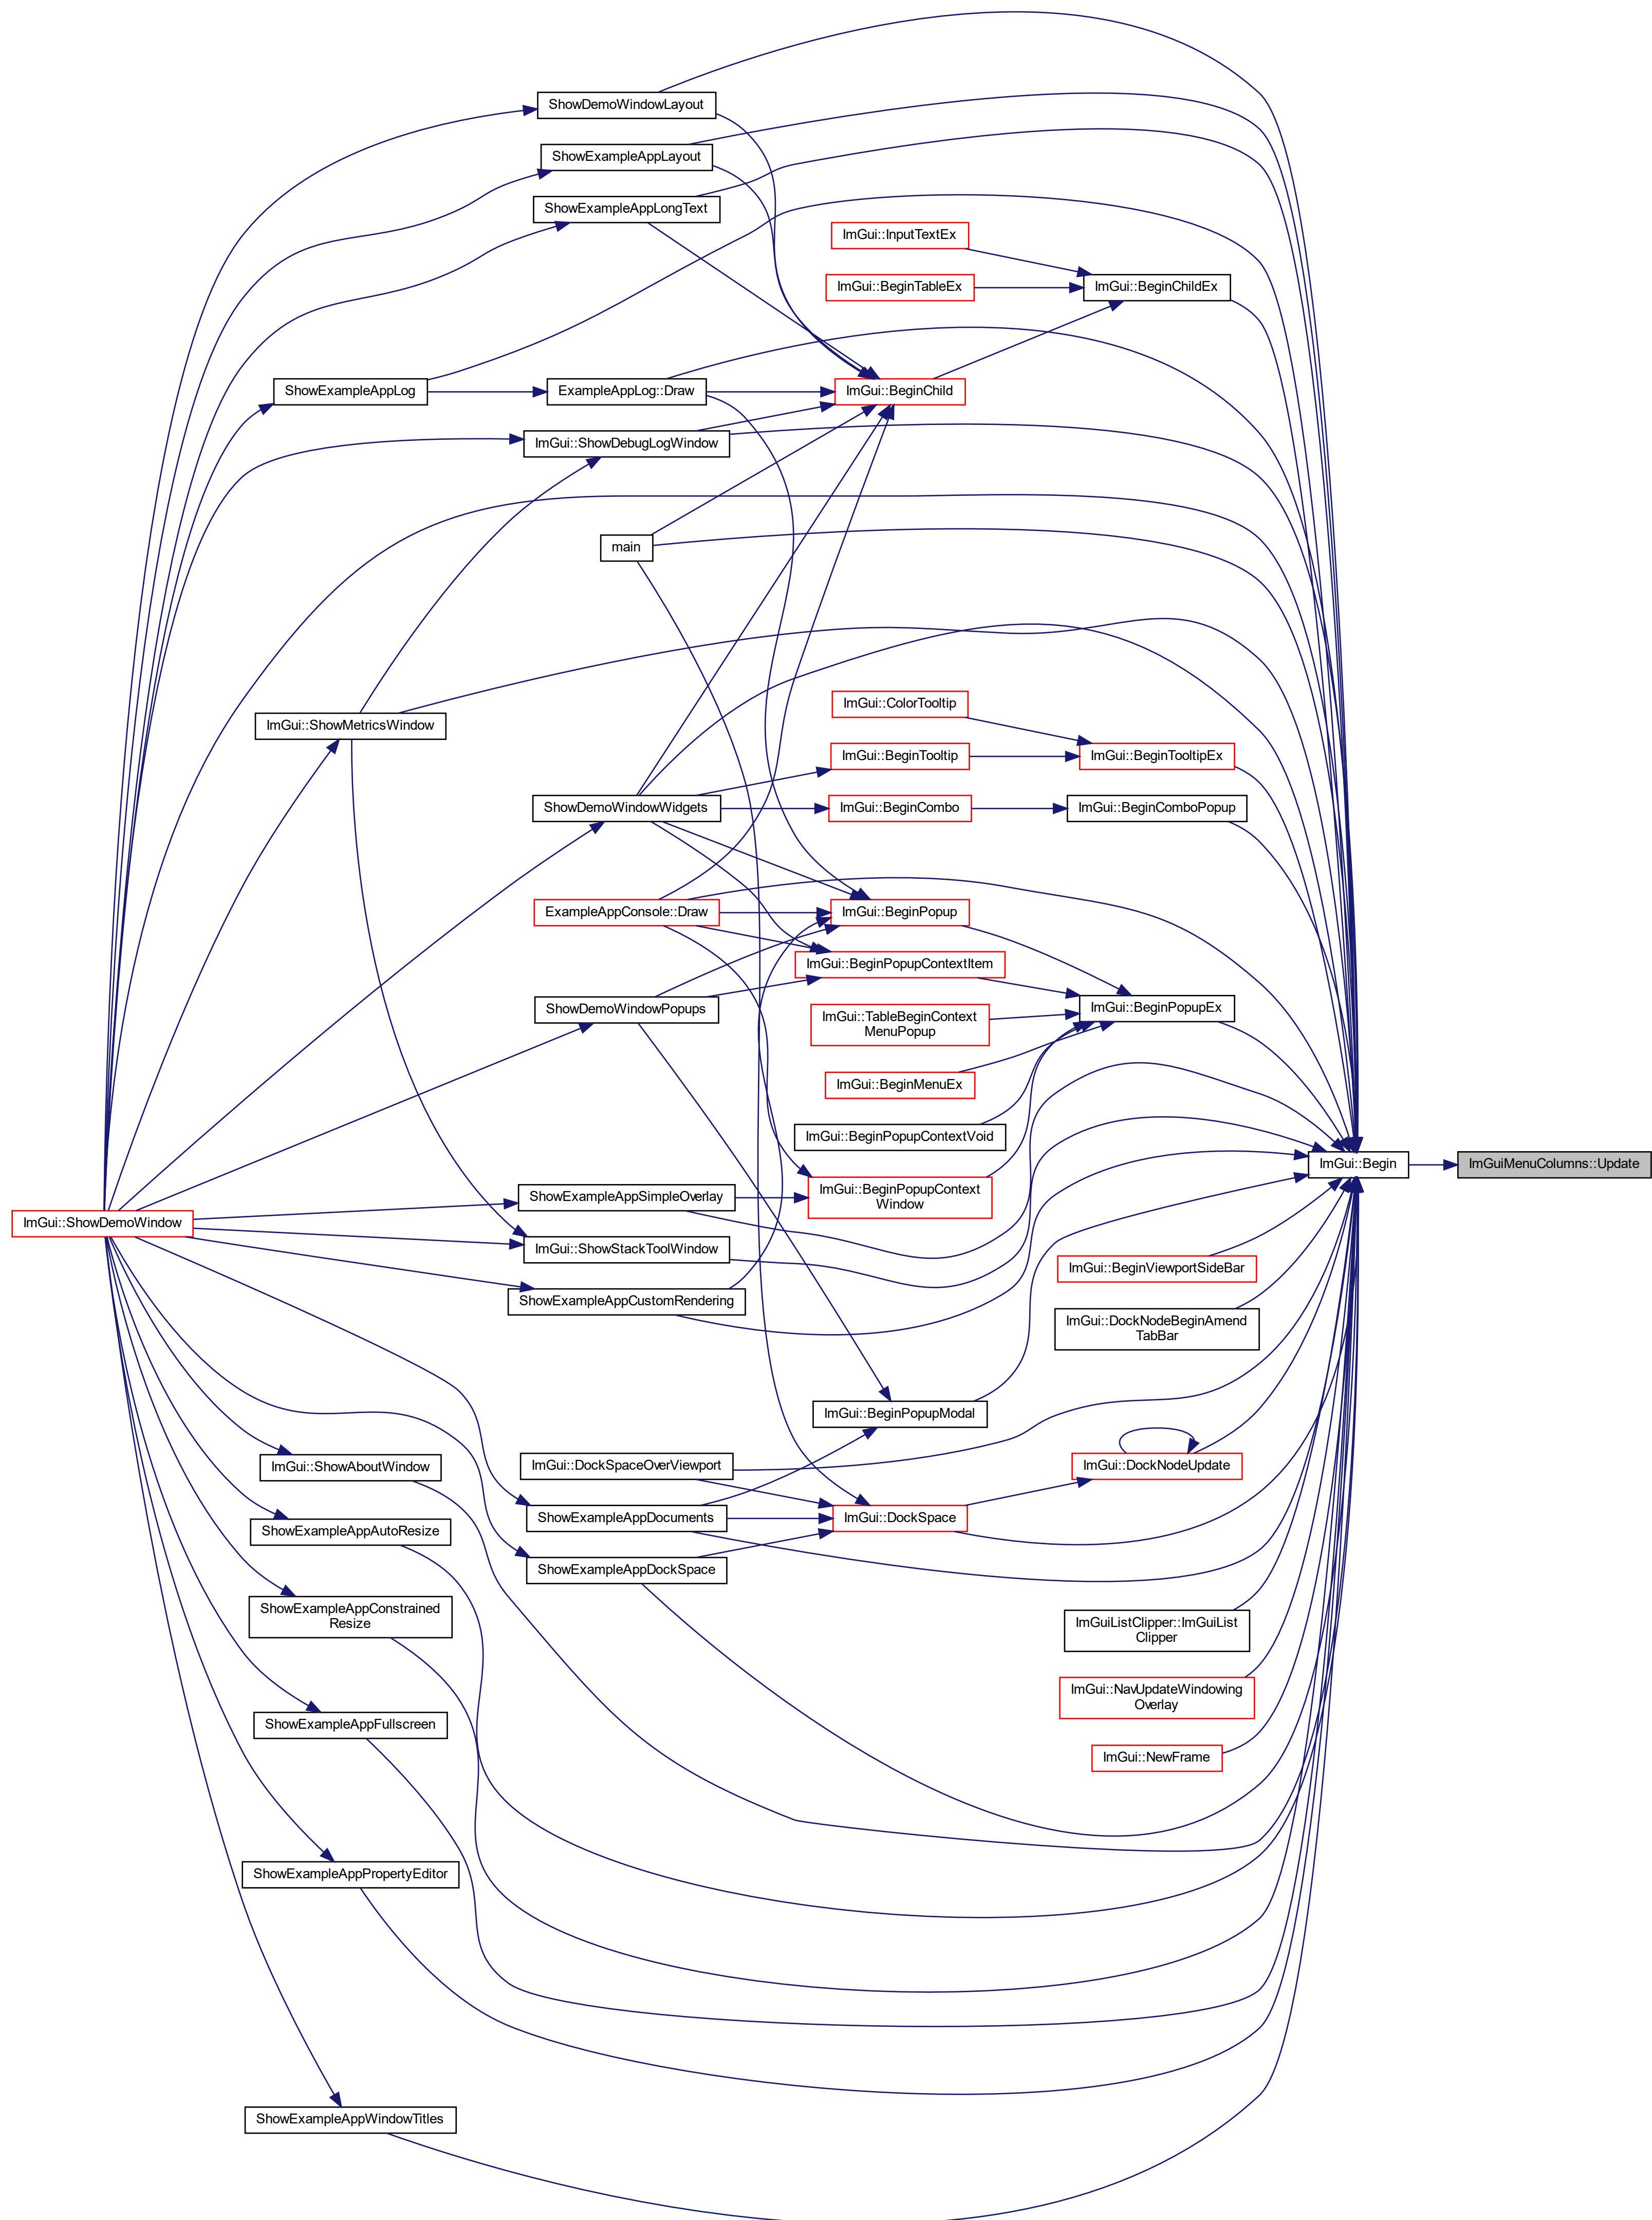 ShowDemoWindowLayout
ShowExampleAppLayout
ShowExampleAppLongText
ImGui::InputTextEx
ImGui::BeginTableEx
ImGui::BeginChildEx
ShowExampleAppLog
ExampleAppLog::Draw
ImGui::BeginChild
ImGui::ShowDebugLogWindow
main
ImGui::ColorTooltip
ImGui::ShowMetricsWindow
ImGui::BeginTooltip
ImGui::BeginTooltipEx
ShowDemoWindowWidgets
ImGui::BeginCombo
ImGui::BeginComboPopup
ExampleAppConsole::Draw
ImGui::BeginPopup
ImGui::BeginPopupContextItem
ShowDemoWindowPopups
ImGui::BeginPopupEx
ImGui::TableBeginContext
MenuPopup
ImGui::BeginMenuEx
ImGui::BeginPopupContextVoid
ImGui::Begin
ImGuiMenuColumns::Update
ShowExampleAppSimpleOverlay
ImGui::BeginPopupContext
Window
ImGui::ShowDemoWindow
ImGui::ShowStackToolWindow
ImGui::BeginViewportSideBar
ShowExampleAppCustomRendering
ImGui::DockNodeBeginAmend
TabBar
ImGui::BeginPopupModal
ImGui::ShowAboutWindow
ImGui::DockSpaceOverViewport
ImGui::DockNodeUpdate
ShowExampleAppAutoResize
ShowExampleAppDocuments
ImGui::DockSpace
ShowExampleAppDockSpace
ShowExampleAppConstrained
Resize
ImGuiListClipper::ImGuiList
Clipper
ImGui::NavUpdateWindowing
Overlay
ShowExampleAppFullscreen
ImGui::NewFrame
ShowExampleAppPropertyEditor
ShowExampleAppWindowTitles